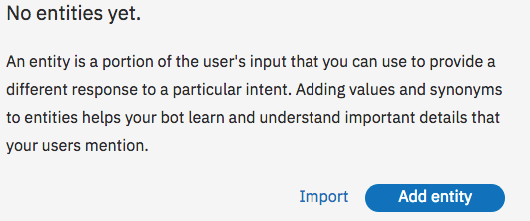 No entities yet.
An entity is a portion of the user's input that you can use to provide a
different response to a particular intent. Adding values and synonyms
to entities helps your bot learn and understand important details that
your users mention.
Import Add entity